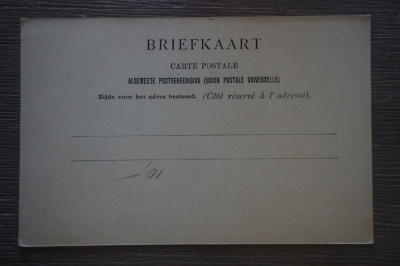 BRIEFKAART
CARTE POSTALE
ALGEMEENE POSTVEREENIGING (UNION POSTALE UNIVERSELLE)
Zijde voor het adres bestemd. (Côté réservé à l'adresse).
'01